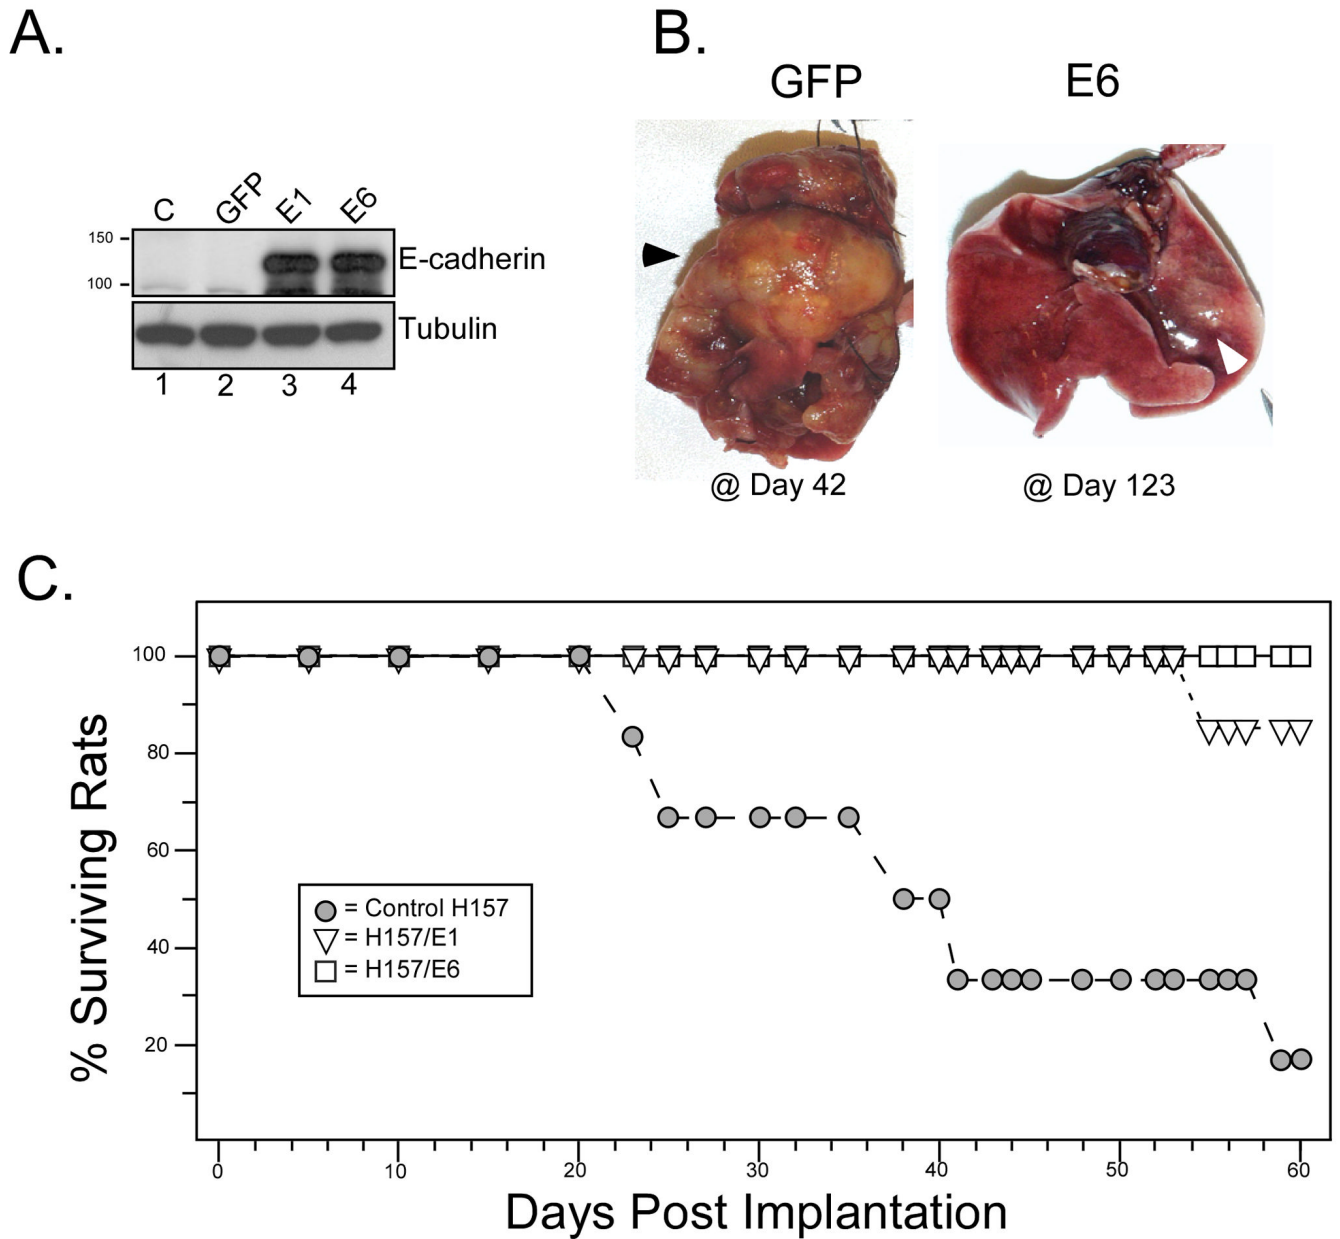 A.
C GFP E1 E6
150
100
E-cadherin
Tubulin
1 2 3 4
B.
GFP E6
@ Day 42 @ Day 123
C.
% Surviving Rats
100
80
60
40
20
= Control H157
= H157/E1
= H157/E6
0 10 20 30 40 50 60
Days Post Implantation